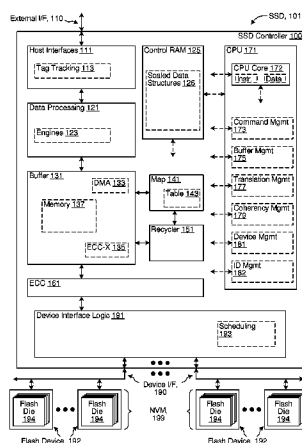 External I/F, 110
SSD, 101
SSD Controller 100
Host Interfaces 111
Tag Tracking 113
Data Processing 121
Engines 123
Buffer 131
DMA 133
Memory 137
ECC-X 135
ECC 161
Control RAM 125
Scaled Data
Structures 126
Map 141
Table 143
Recycler 151
CPU 171
CPU Core 172
Instr. Data
Command Mgmt
173
Buffer Mgmt
175
Translation Mgmt
177
Coherency Mgmt
179
Device Mgmt
181
ID Mgmt
182
Device Interface Logic 191
Scheduling
193
Device I/F,
190
Flash
Die
194
Flash
Die
194
NVM,
199
Flash
Die
194
Flash
Die
194
Flash Device, 192
Flash Device, 192